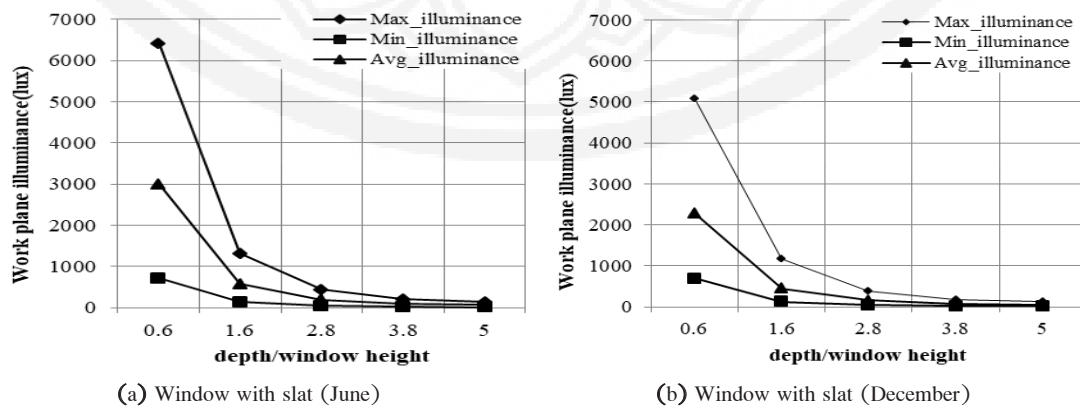 7000
6000
5000
4000
3000
2000
1000
0
Work plane illuminance(lux)
Max_illuminance
Min_illuminance
Avg_illuminance
0.6 1.6 2.8 3.8 5
depth/window height
(a) Window with slat (June)
7000
6000
5000
4000
3000
2000
1000
0
Work plane illuminance(lux)
Max_illuminance
Min_illuminance
Avg_illuminance
0.6 1.6 2.8 3.8 5
depth/window height
(b) Window with slat (December)